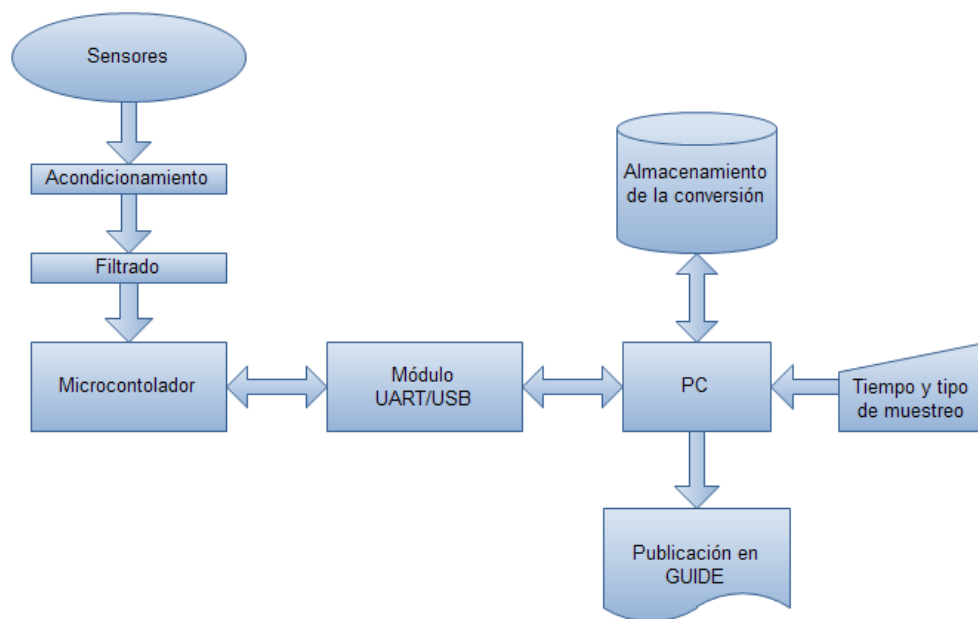 Sensores
Acondicionamiento
Filtrado
Microcontolador
Módulo
UART/USB
Almacenamiento
de la conversión
PC
Tiempo y tipo
de muestreo
Publicación en
GUIDE